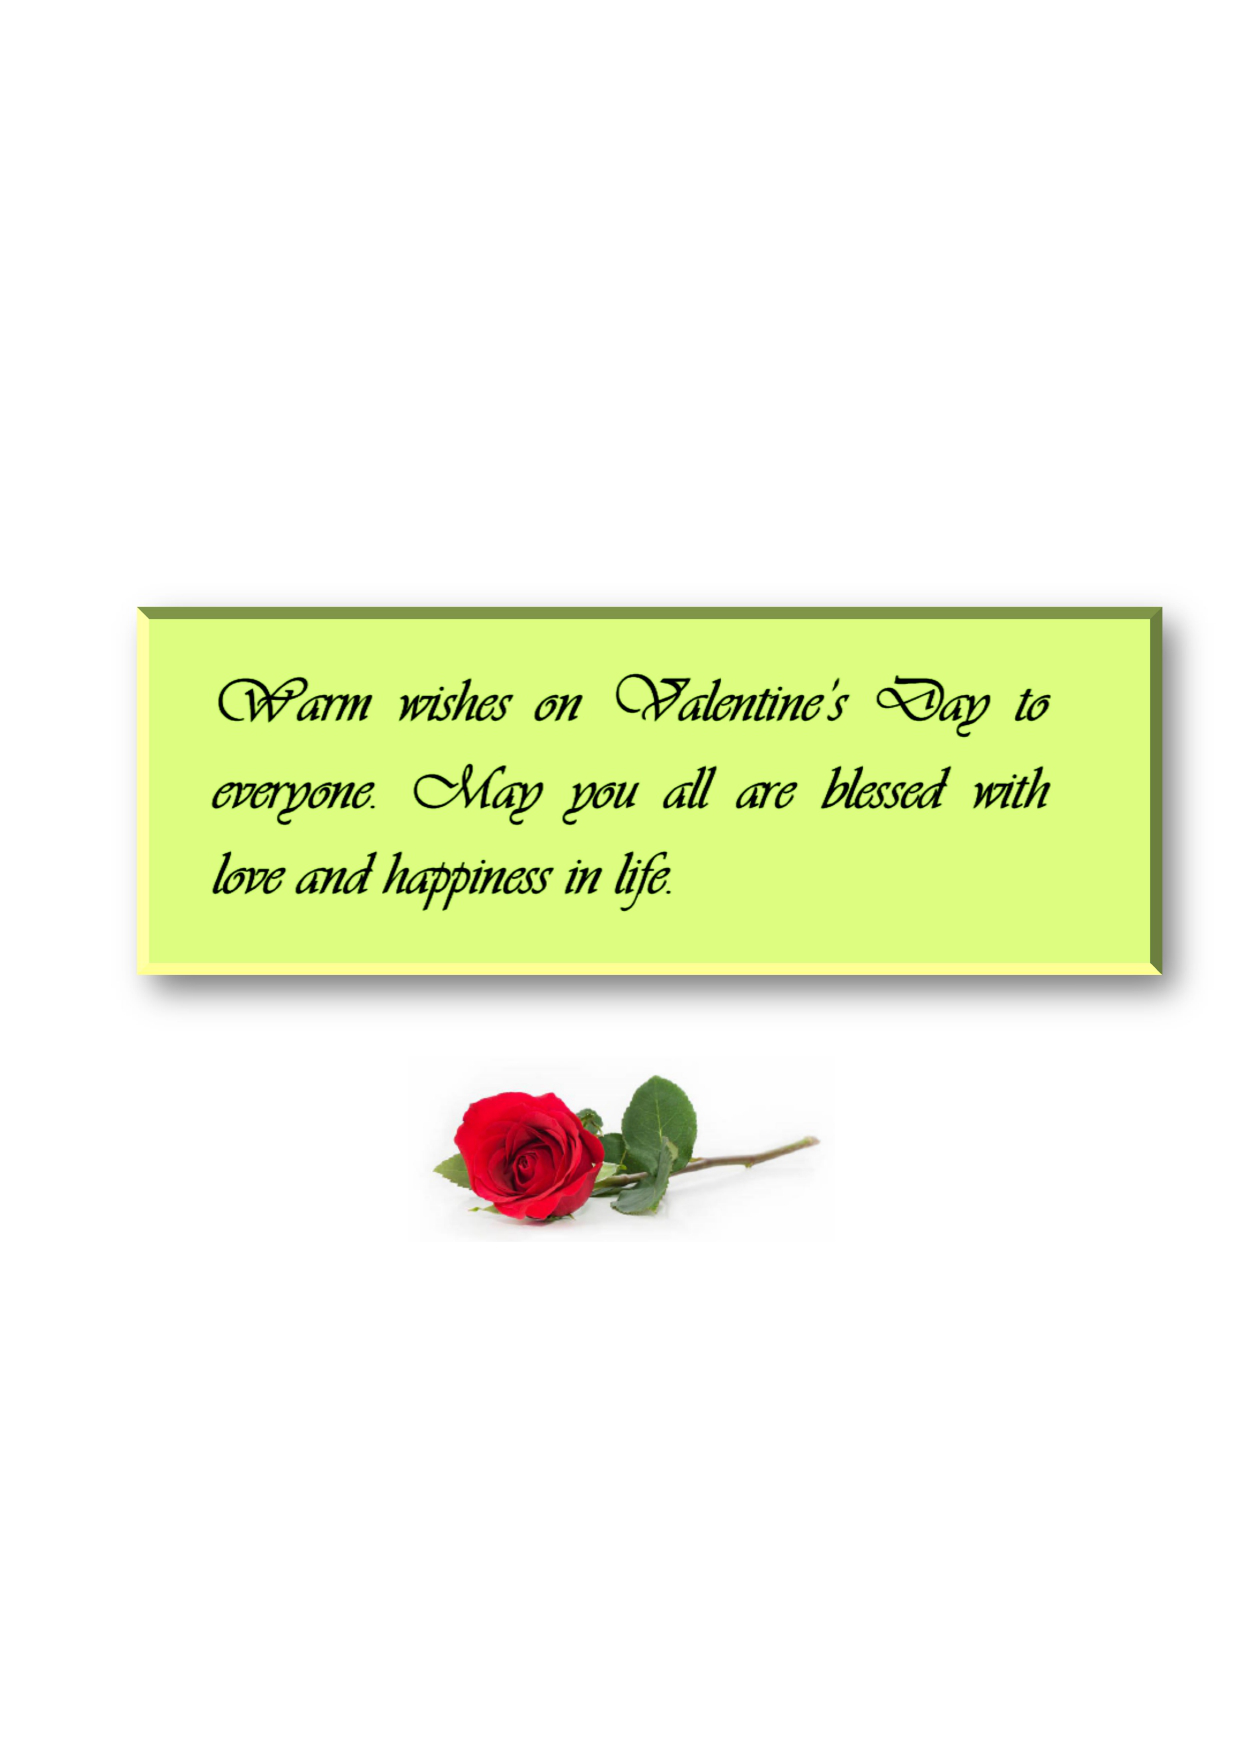 Warm wishes on Valentine's Day to
everyone. May you all are blessed with
love and happiness in life.